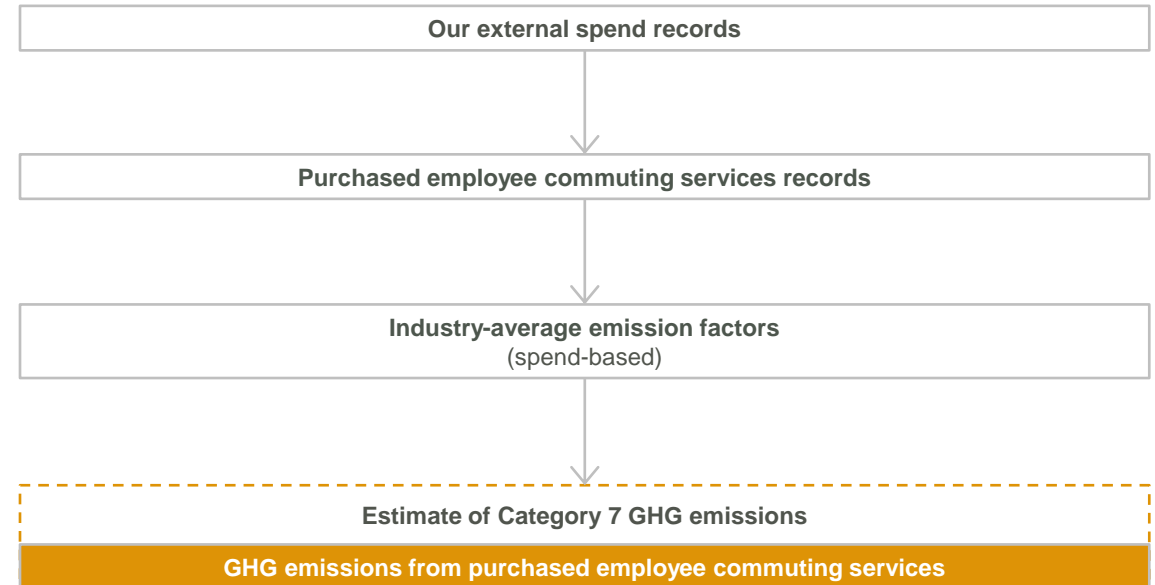 Our external spend records
Purchased employee commuting services records
Industry-average emission factors
(spend-based)
Estimate of Category 7 GHG emissions
GHG emissions from purchased employee commuting services